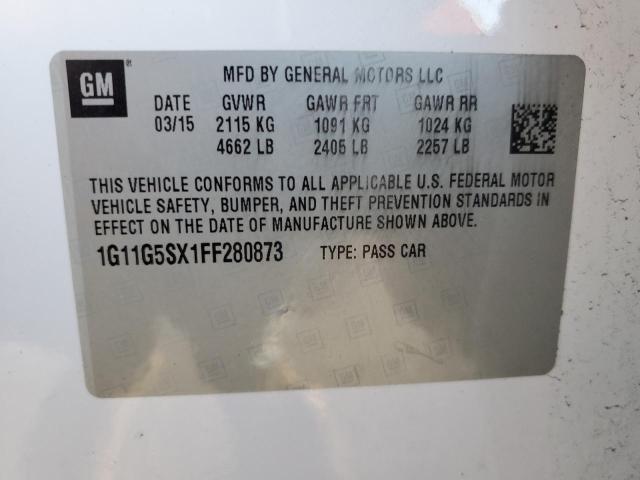 GM ®
MFD BY GENERAL MOTORS LLC
DATE GVWR GAWR FRT GAWR RR
03/15 2115 KG 1091 KG 1024 KG
4662 LB 2405 LB 2257 LB
THIS VEHICLE CONFORMS TO ALL APPLICABLE U.S. FEDERAL MOTOR
VEHICLE SAFETY, BUMPER, AND THEFT PREVENTION STANDARDS IN
EFFECT ON THE DATE OF MANUFACTURE SHOWN ABOVE.
1G11G5SX1FF280873 TYPE: PASS CAR